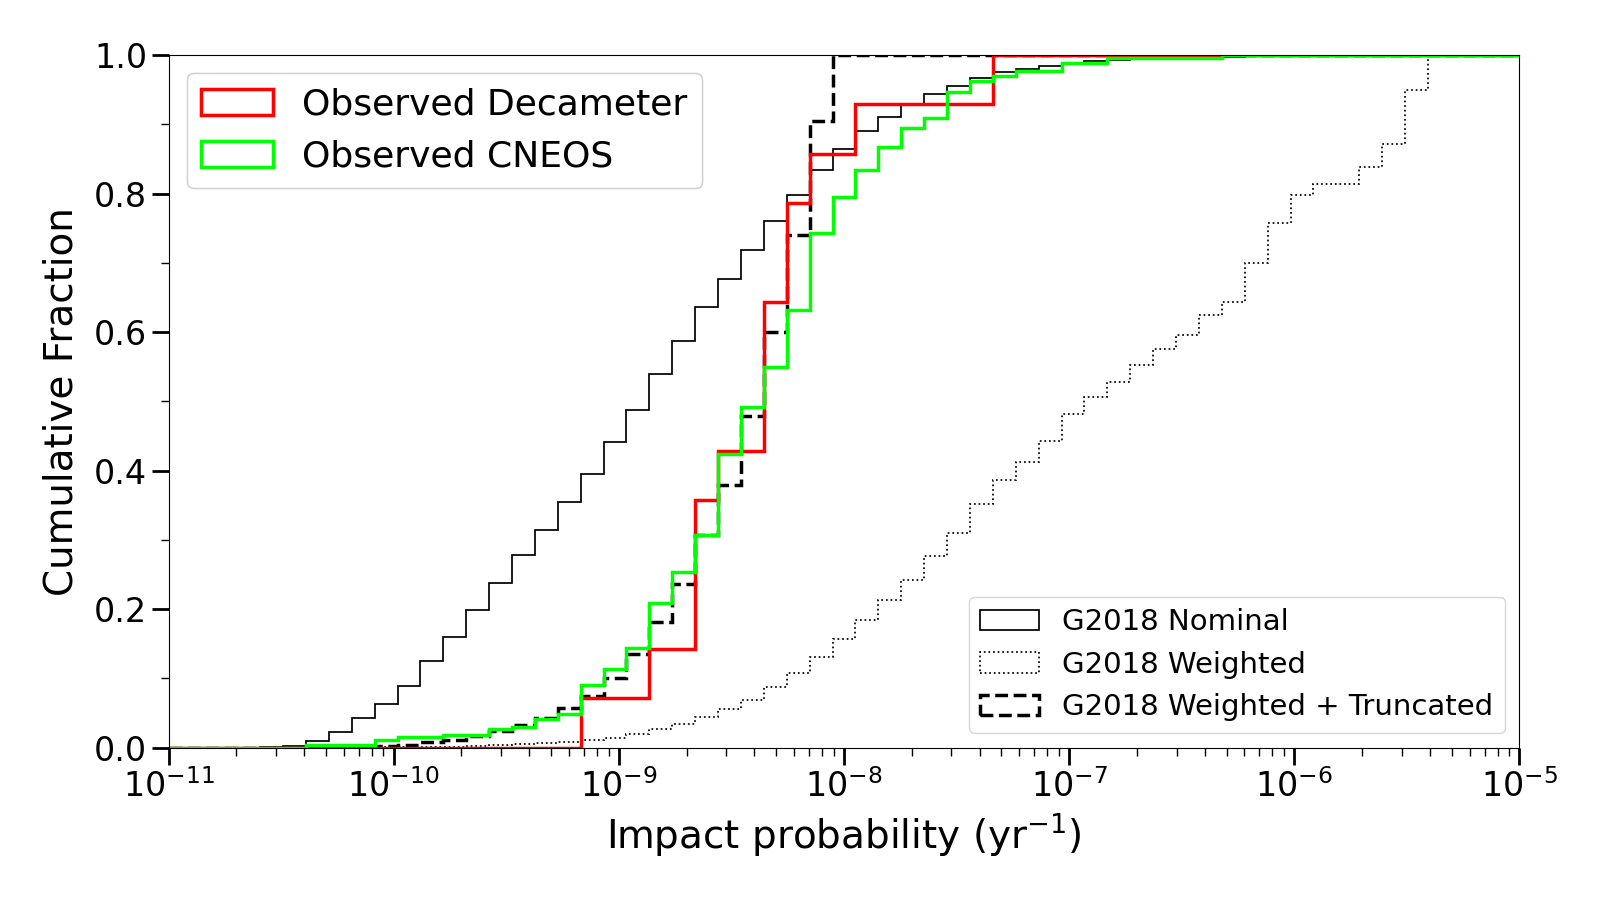 1.0
0.8
0.6
0.4
0.2
0.0
Cumulative Fraction
Observed Decameter
Observed CNEOS
G2018 Nominal
G2018 Weighted
G2018 Weighted + Truncated
10⁻¹¹ 10⁻¹⁰ 10⁻⁹ 10⁻⁸ 10⁻⁷ 10⁻⁶ 10⁻⁵
Impact probability (yr⁻¹)